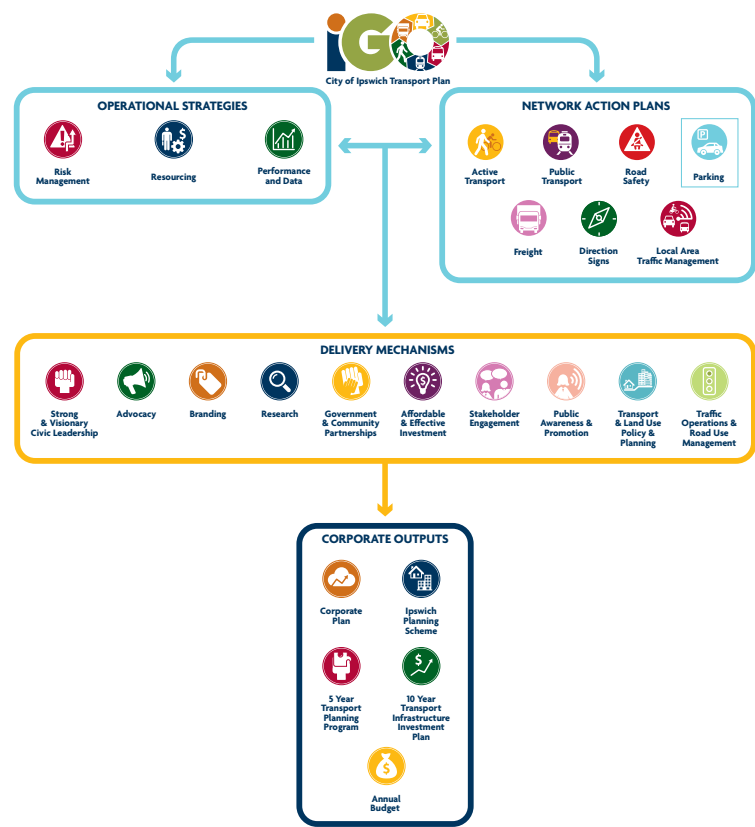 iGO
City of Ipswich Transport Plan
OPERATIONAL STRATEGIES
Risk
Management
Resourcing
Performance
and Data
NETWORK ACTION PLANS
Active
Transport
Public
Transport
Road
Safety
P
Parking
Freight
Direction
Signs
Local Area
Traffic Management
DELIVERY MECHANISMS
Strong
& Visionary
Civic Leadership
Advocacy
Branding
Research
Government
& Community
Partnerships
Affordable
& Effective
Investment
Stakeholder
Engagement
Public
Awareness &
Promotion
Transport
& Land Use
Policy &
Planning
Traffic
Operations &
Road Use
Management
CORPORATE OUTPUTS
Corporate
Plan
Ipswich
Planning
Scheme
5 Year
Transport
Planning
Program
10 Year
Transport
Infrastructure
Investment
Plan
Annual
Budget